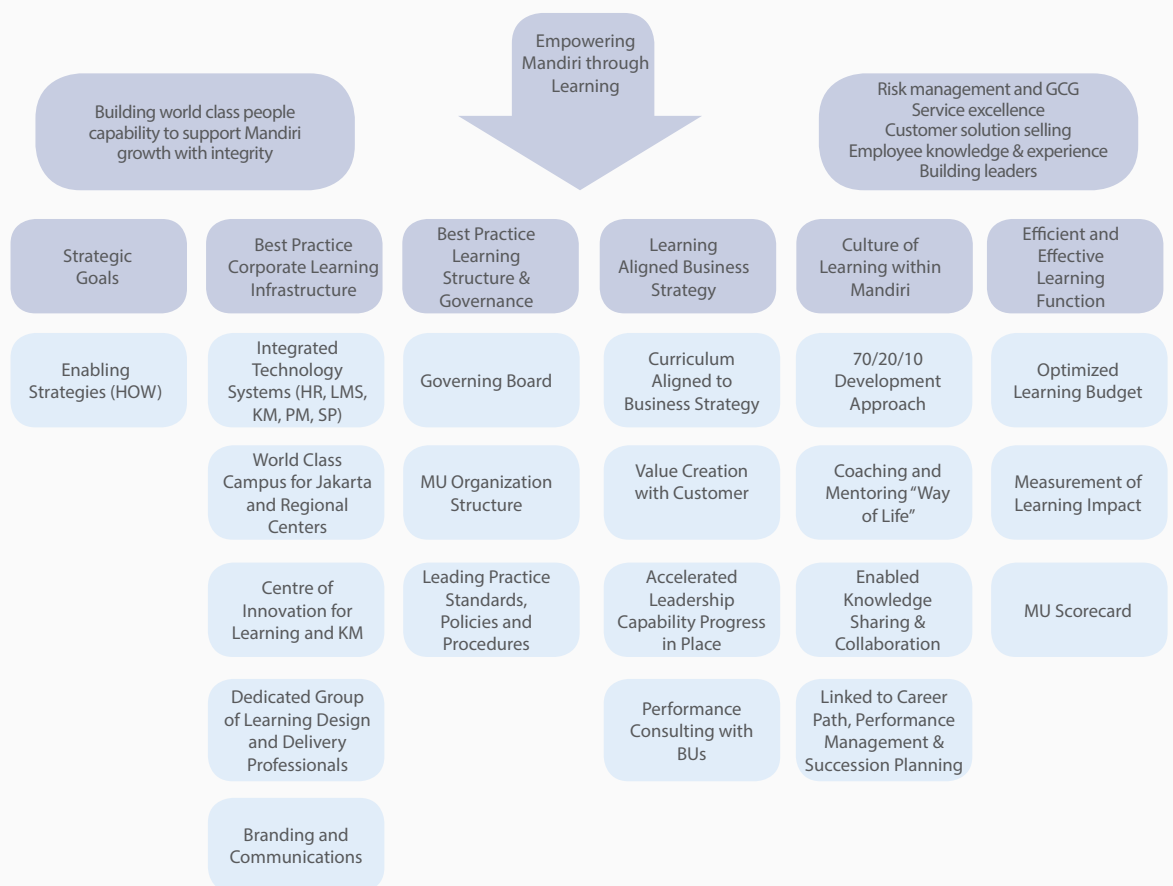 Empowering
Mandiri through
Learning
Building world class people
capability to support Mandiri
growth with integrity
Risk management and GCG
Service excellence
Customer solution selling
Employee knowledge & experience
Building leaders
Strategic
Goals
Best Practice
Corporate Learning
Infrastructure
Best Practice
Learning
Structure &
Governance
Learning
Aligned Business
Strategy
Culture of
Learning within
Mandiri
Efficient and
Effective
Learning
Function
Enabling
Strategies (HOW)
Integrated
Technology
Systems (HR, LMS,
KM, PM, SP)
Governing Board
Curriculum
Aligned to
Business Strategy
70/20/10
Development
Approach
Optimized
Learning Budget
World Class
Campus for Jakarta
and Regional
Centers
MU Organization
Structure
Value Creation
with Customer
Coaching and
Mentoring “Way
of Life”
Measurement of
Learning Impact
Centre of
Innovation for
Learning and KM
Leading Practice
Standards,
Policies and
Procedures
Accelerated
Leadership
Capability Progress
in Place
Enabled
Knowledge
Sharing &
Collaboration
MU Scorecard
Dedicated Group
of Learning Design
and Delivery
Professionals
Performance
Consulting with
BUs
Linked to Career
Path, Performance
Management &
Succession Planning
Branding and
Communications